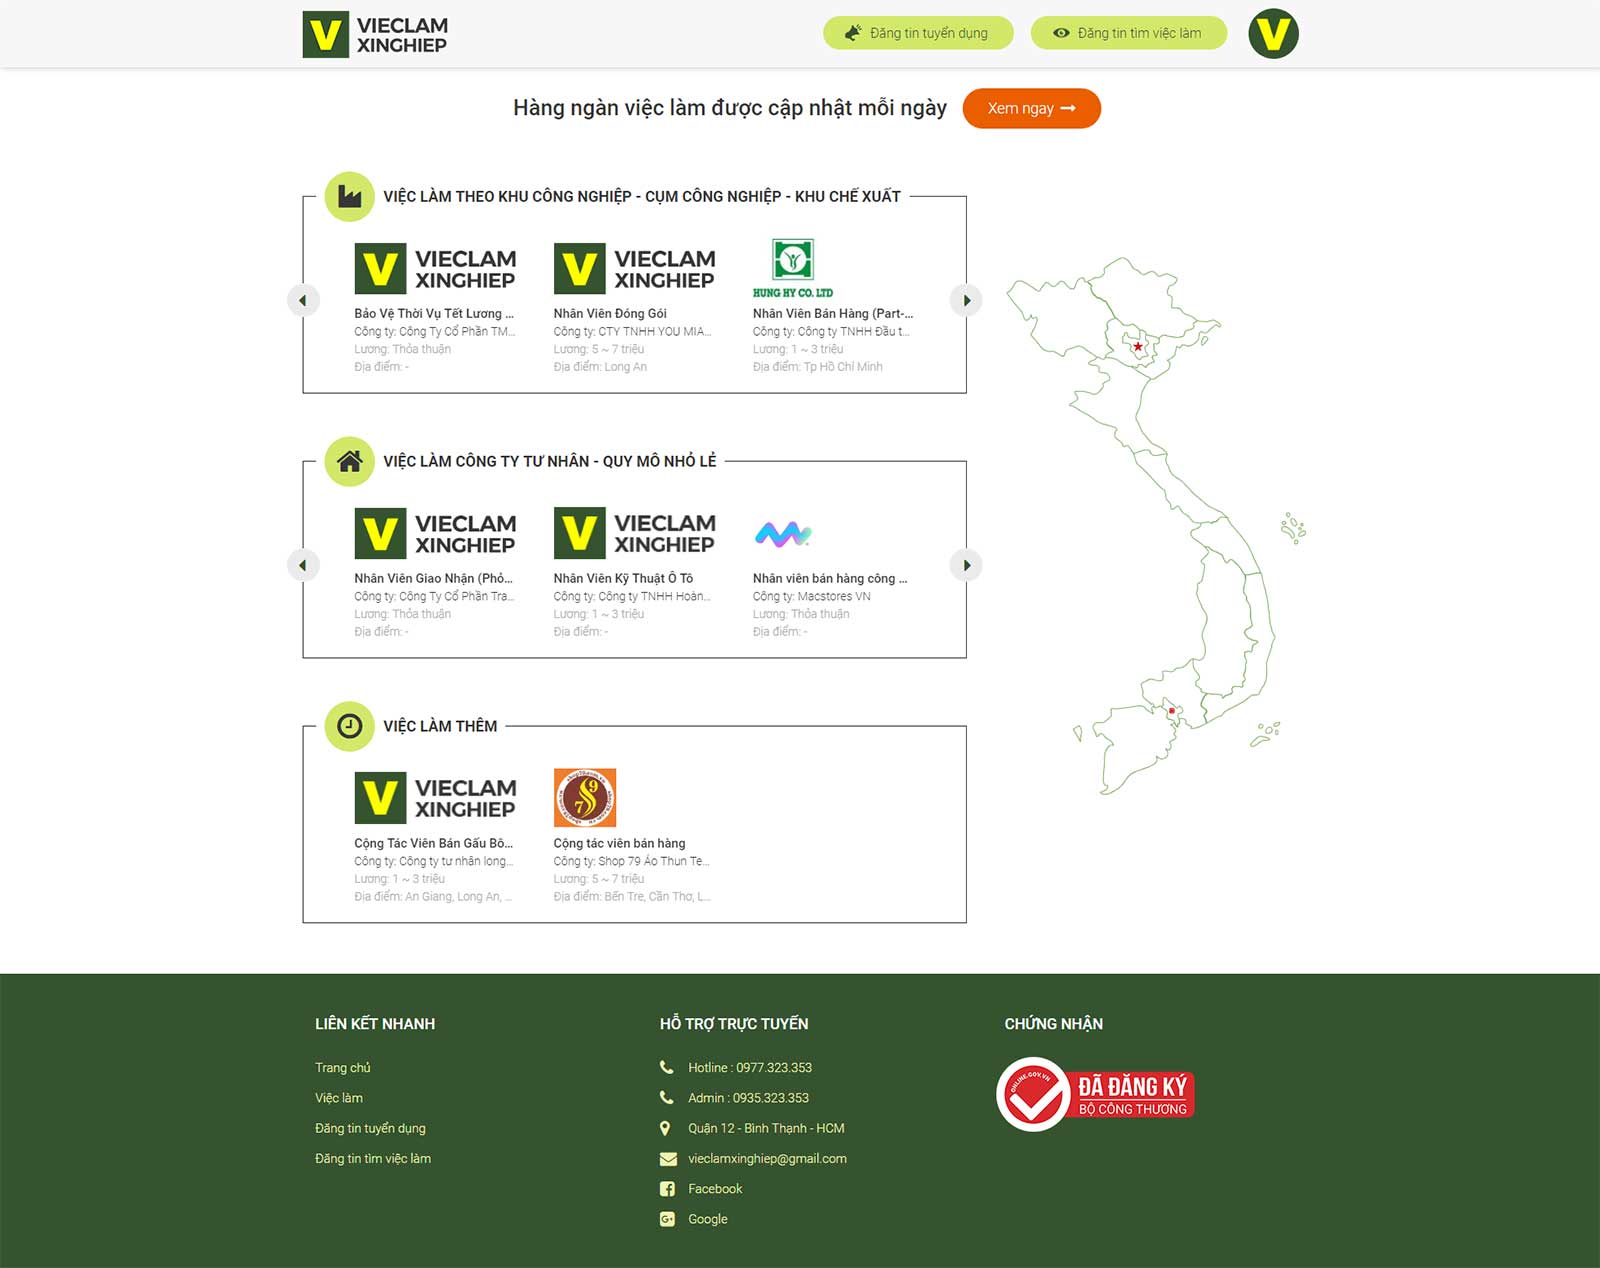 VIECLAM
XINGHIEP
Đăng tin tuyển dụng
Đăng tin tìm việc làm
V
Hàng ngàn việc làm được cập nhật mỗi ngày
Xem ngay
VIỆC LÀM THEO KHU CÔNG NGHIỆP - CỤM CÔNG NGHIỆP - KHU CHẾ XUẤT
V VIECLAM
XINGHIEP
Bảo Vệ Thời Vụ Tết Lương ...
Công ty: Công Ty Cổ Phần TM...
Lương: Thỏa thuận
Địa điểm: -
V VIECLAM
XINGHIEP
Nhân Viên Đóng Gói
Công ty: CTY TNHH YOU MIA...
Lương: 5 ~ 7 triệu
Địa điểm: Long An
HUNG HY CO. LTD
Nhân Viên Bán Hàng (Part-...
Công ty: Công ty TNHH Đầu t...
Lương: 1 ~ 3 triệu
Địa điểm: Tp Hồ Chí Minh
VIỆC LÀM CÔNG TY TƯ NHÂN - QUY MÔ NHỎ LẺ
V VIECLAM
XINGHIEP
Nhân Viên Giao Nhận (Phỏ...
Công ty: Công Ty Cổ Phần Tra...
Lương: Thỏa thuận
Địa điểm: -
V VIECLAM
XINGHIEP
Nhân Viên Kỹ Thuật Ô Tô
Công ty: Công ty TNHH Hoàn...
Lương: 1 ~ 3 triệu
Địa điểm: -
Nhân viên bán hàng công ...
Công ty: Macstores VN
Lương: Thỏa thuận
Địa điểm: -
VIỆC LÀM THÊM
V VIECLAM
XINGHIEP
Cộng Tác Viên Bán Gấu Bô...
Công ty: Công ty tư nhân long...
Lương: 1 ~ 3 triệu
Địa điểm: An Giang, Long An, ...
79
Cộng tác viên bán hàng
Công ty: Shop 79 Áo Thun Te...
Lương: 5 ~ 7 triệu
Địa điểm: Bến Tre, Cần Thơ, L...
LIÊN KẾT NHANH
Trang chủ
Việc làm
Đăng tin tuyển dụng
Đăng tin tìm việc làm
HỖ TRỢ TRỰC TUYẾN
Hotline : 0977.323.353
Admin : 0935.323.353
Quận 12 - Bình Thạnh - HCM
vieclamxinghiep@gmail.com
Facebook
Google
CHỨNG NHẬN
ONLINE.GOV.VN
ĐÃ ĐĂNG KÝ
BỘ CÔNG THƯƠNG